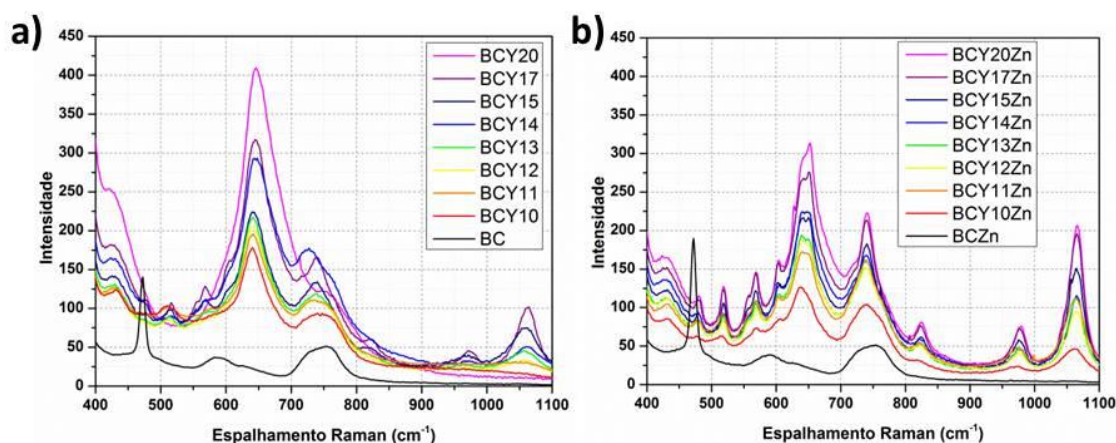 a)
450
400
350
300
250
200
150
100
50
0
Intensidade
BCY20
BCY17
BCY15
BCY14
BCY13
BCY12
BCY11
BCY10
BC
400 500 600 700 800 900 1000 1100
Espalhamento Raman (cm⁻¹)
b)
450
400
350
300
250
200
150
100
50
0
Intensidade
BCY20Zn
BCY17Zn
BCY15Zn
BCY14Zn
BCY13Zn
BCY12Zn
BCY11Zn
BCY10Zn
BCZn
400 500 600 700 800 900 1000 1100
Espalhamento Raman (cm⁻¹)